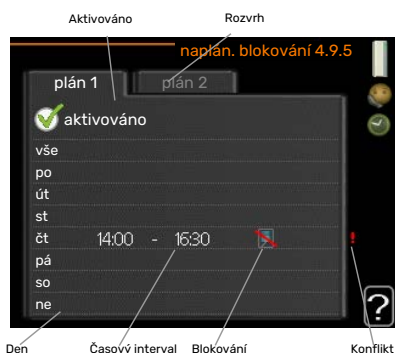 Aktivováno Rozvrh
naplán. blokování 4.9.5
plán 1 plán 2
aktivováno
vše
po
út
st
čt 14:00 - 16:30 !
pá
so
ne
?
Den Časový interval Blokování Konflikt